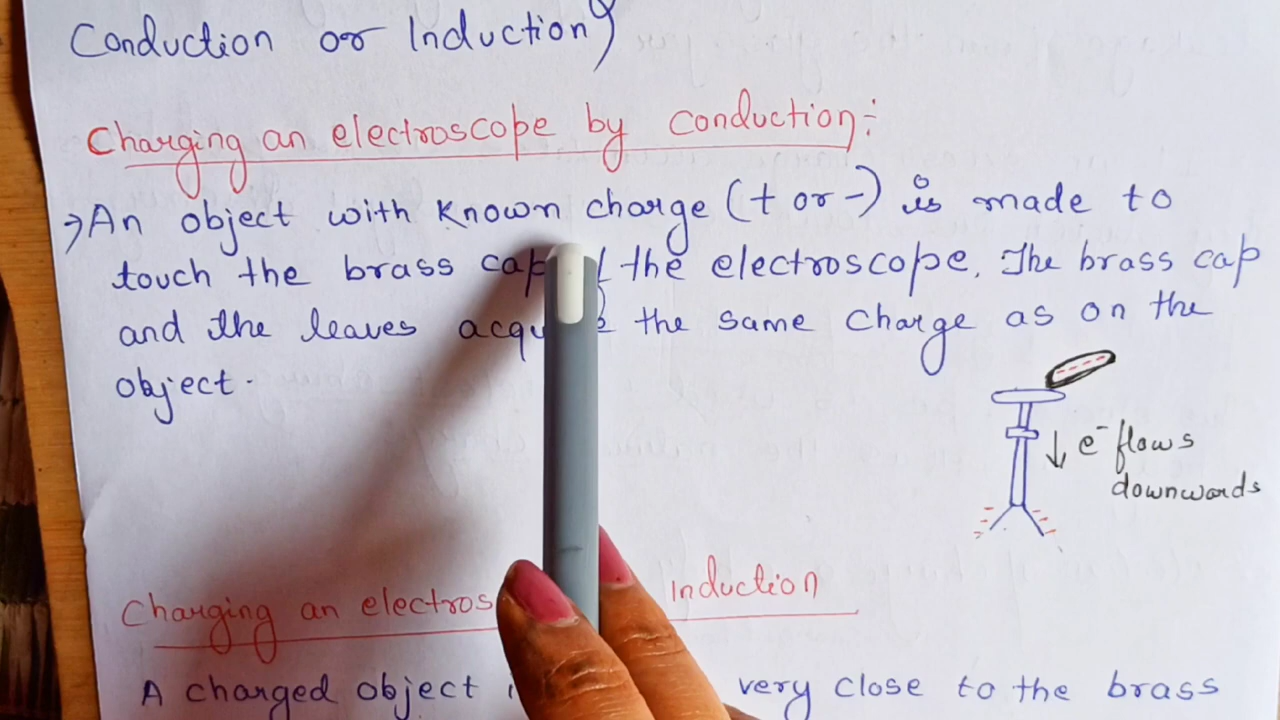 Conduction or Induction)
Charging an electroscope by conduction:
→ An object with known charge (+ or -) is made to
touch the brass cap the electroscope. The brass cap
and the leaves the same charge as on the
object.
e⁻ flows
downwards
Charging an Induction
A charged object very close to the brass